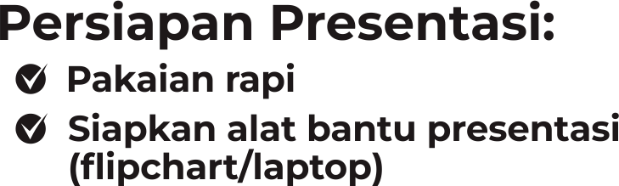 Persiapan Presentasi:
Pakaian rapi
Siapkan alat bantu presentasi
(flipchart/laptop)